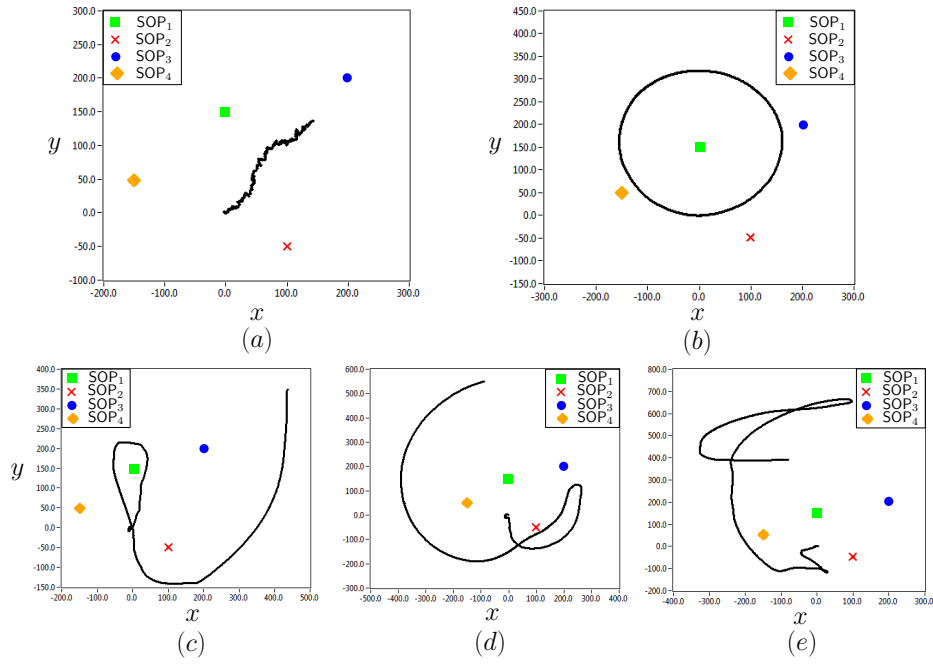 SOP1
SOP2
SOP3
SOP4
300.0
250.0
200.0
150.0
100.0
50.0
0.0
-50.0
-100.0
y
-200.0 -100.0 0.0 100.0 200.0 300.0
x
(a)
SOP1
SOP2
SOP3
SOP4
450.0
400.0
350.0
300.0
250.0
200.0
150.0
100.0
50.0
0.0
-50.0
-100.0
-150.0
y
-300.0 -200.0 -100.0 0.0 100.0 200.0 300.0
x
(b)
SOP1
SOP2
SOP3
SOP4
400.0
350.0
300.0
250.0
200.0
150.0
100.0
50.0
0.0
-50.0
-100.0
-150.0
y
-200.0 -100.0 0.0 100.0 200.0 300.0 400.0 500.0
x
(c)
SOP1
SOP2
SOP3
SOP4
600.0
500.0
400.0
300.0
200.0
100.0
0.0
-100.0
-200.0
-300.0
-500.0 -400.0 -300.0 -200.0 -100.0 0.0 100.0 200.0 300.0 400.0
x
(d)
SOP1
SOP2
SOP3
SOP4
800.0
700.0
600.0
500.0
400.0
300.0
200.0
100.0
0.0
-100.0
-200.0
-400.0 -300.0 -200.0 -100.0 0.0 100.0 200.0 300.0
x
(e)